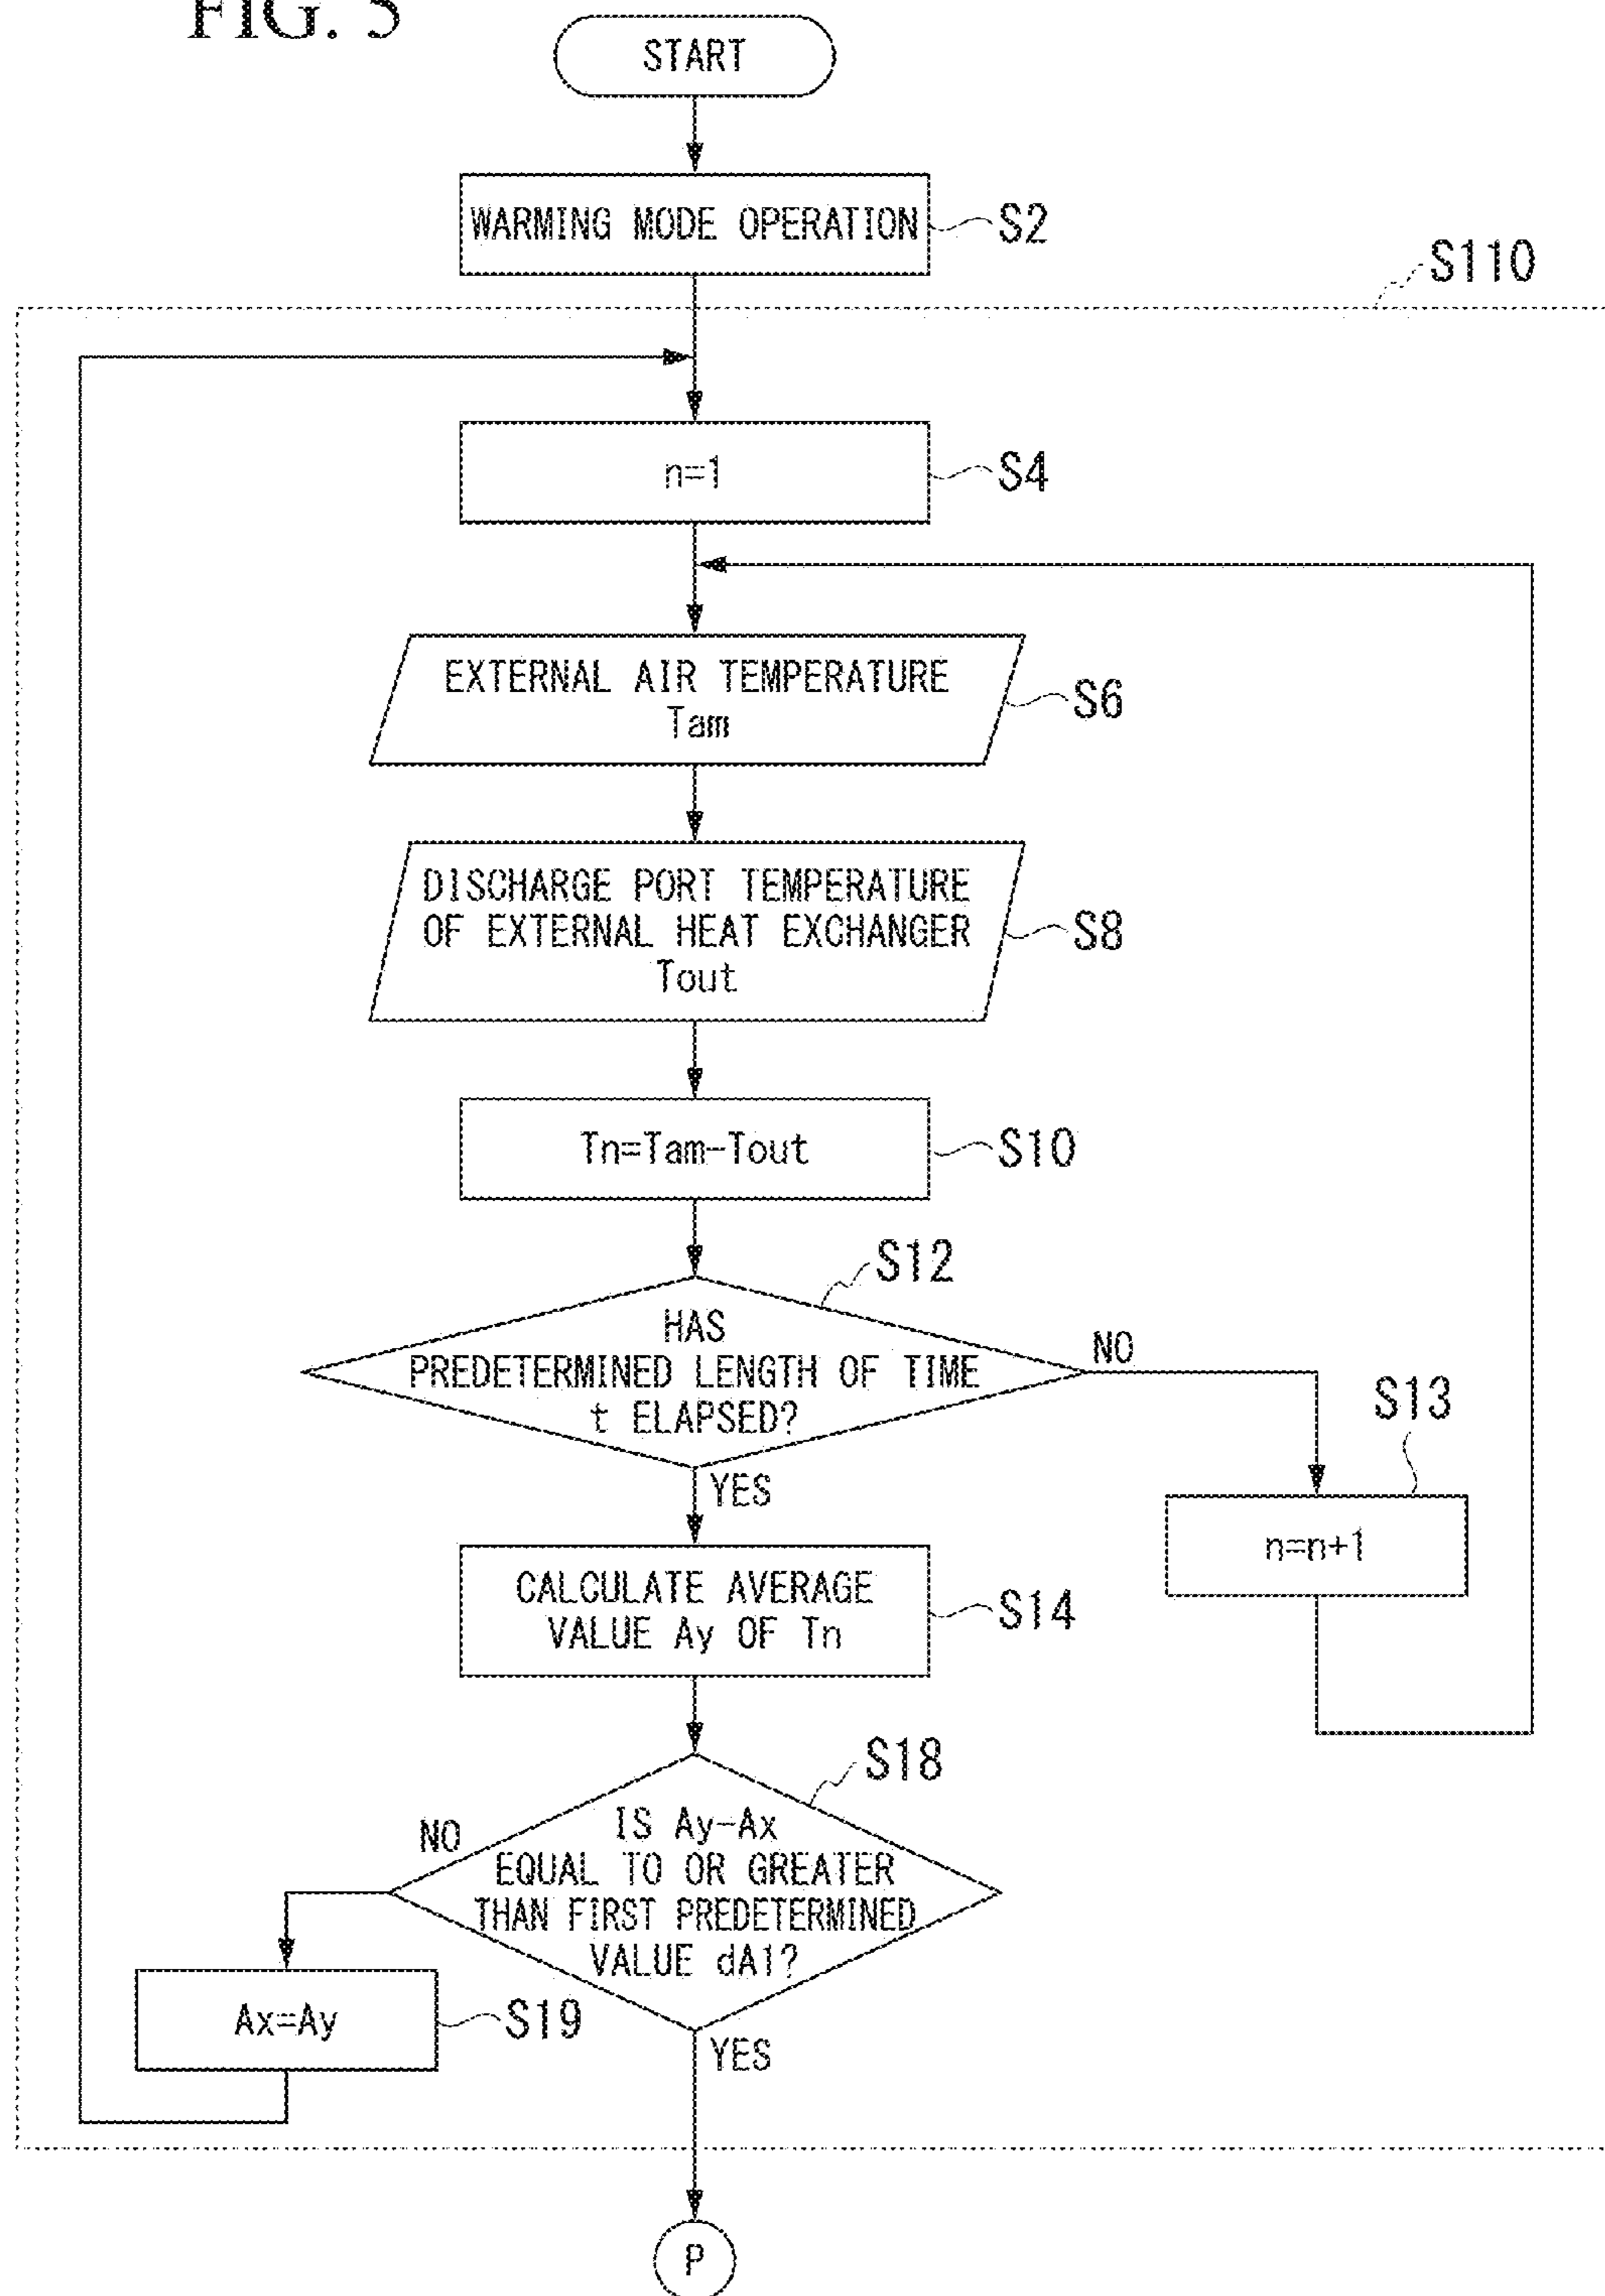 FIG. 5
START
WARMING MODE OPERATION
S2
S110
n=1
S4
EXTERNAL AIR TEMPERATURE
Tam
S6
DISCHARGE PORT TEMPERATURE
OF EXTERNAL HEAT EXCHANGER
Tout
S8
Tn=Tam-Tout
S10
S12
HAS
PREDETERMINED LENGTH OF TIME
t ELAPSED?
NO
S13
YES
n=n+1
CALCULATE AVERAGE
VALUE Ay OF Tn
S14
S18
IS Ay-Ax
EQUAL TO OR GREATER
THAN FIRST PREDETERMINED
VALUE dA1?
NO
Ax=Ay
S19
YES
P